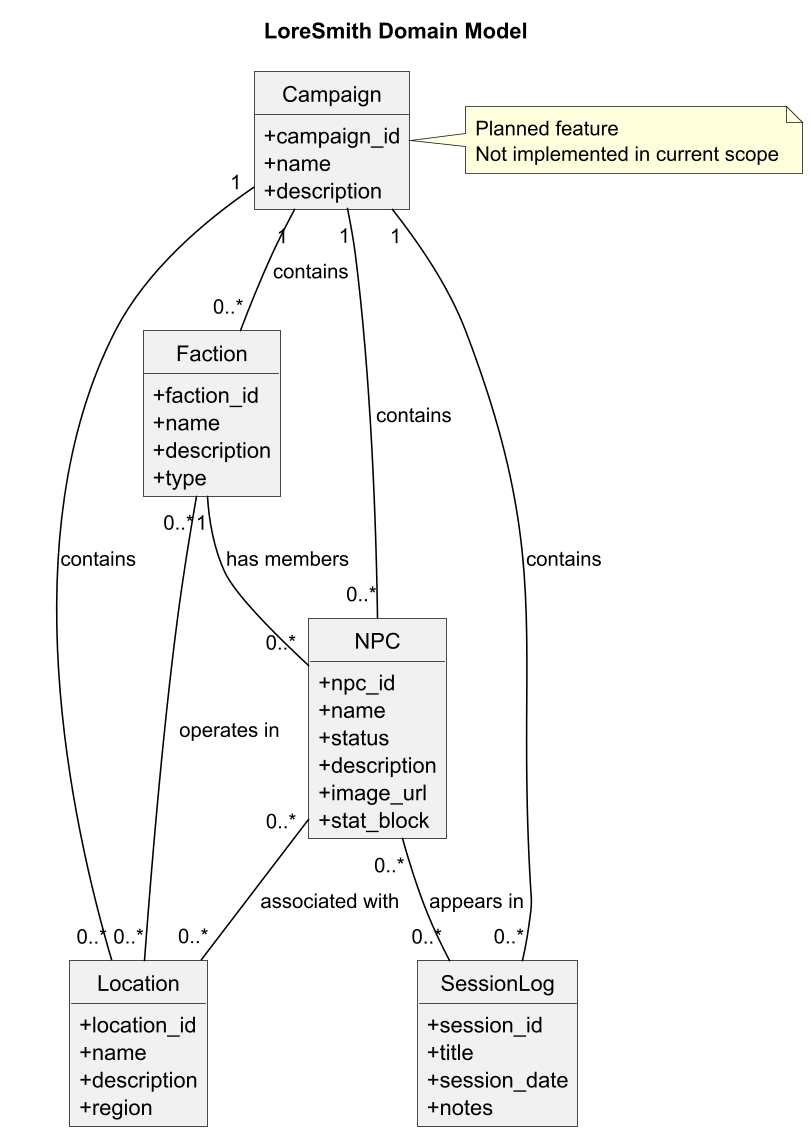 LoreSmith Domain Model
Campaign
+campaign_id
+name
+description
Planned feature
Not implemented in current scope
1
1
1
1
contains
0..*
Faction
+faction_id
+name
+description
+type
contains
0..*
1
contains
has members
contains
0..*
0..*
NPC
+npc_id
+name
+status
+description
+image_url
+stat_block
operates in
0..*
0..*
associated with
appears in
0..*
0..*
0..*
0..*
0..*
Location
+location_id
+name
+description
+region
SessionLog
+session_id
+title
+session_date
+notes